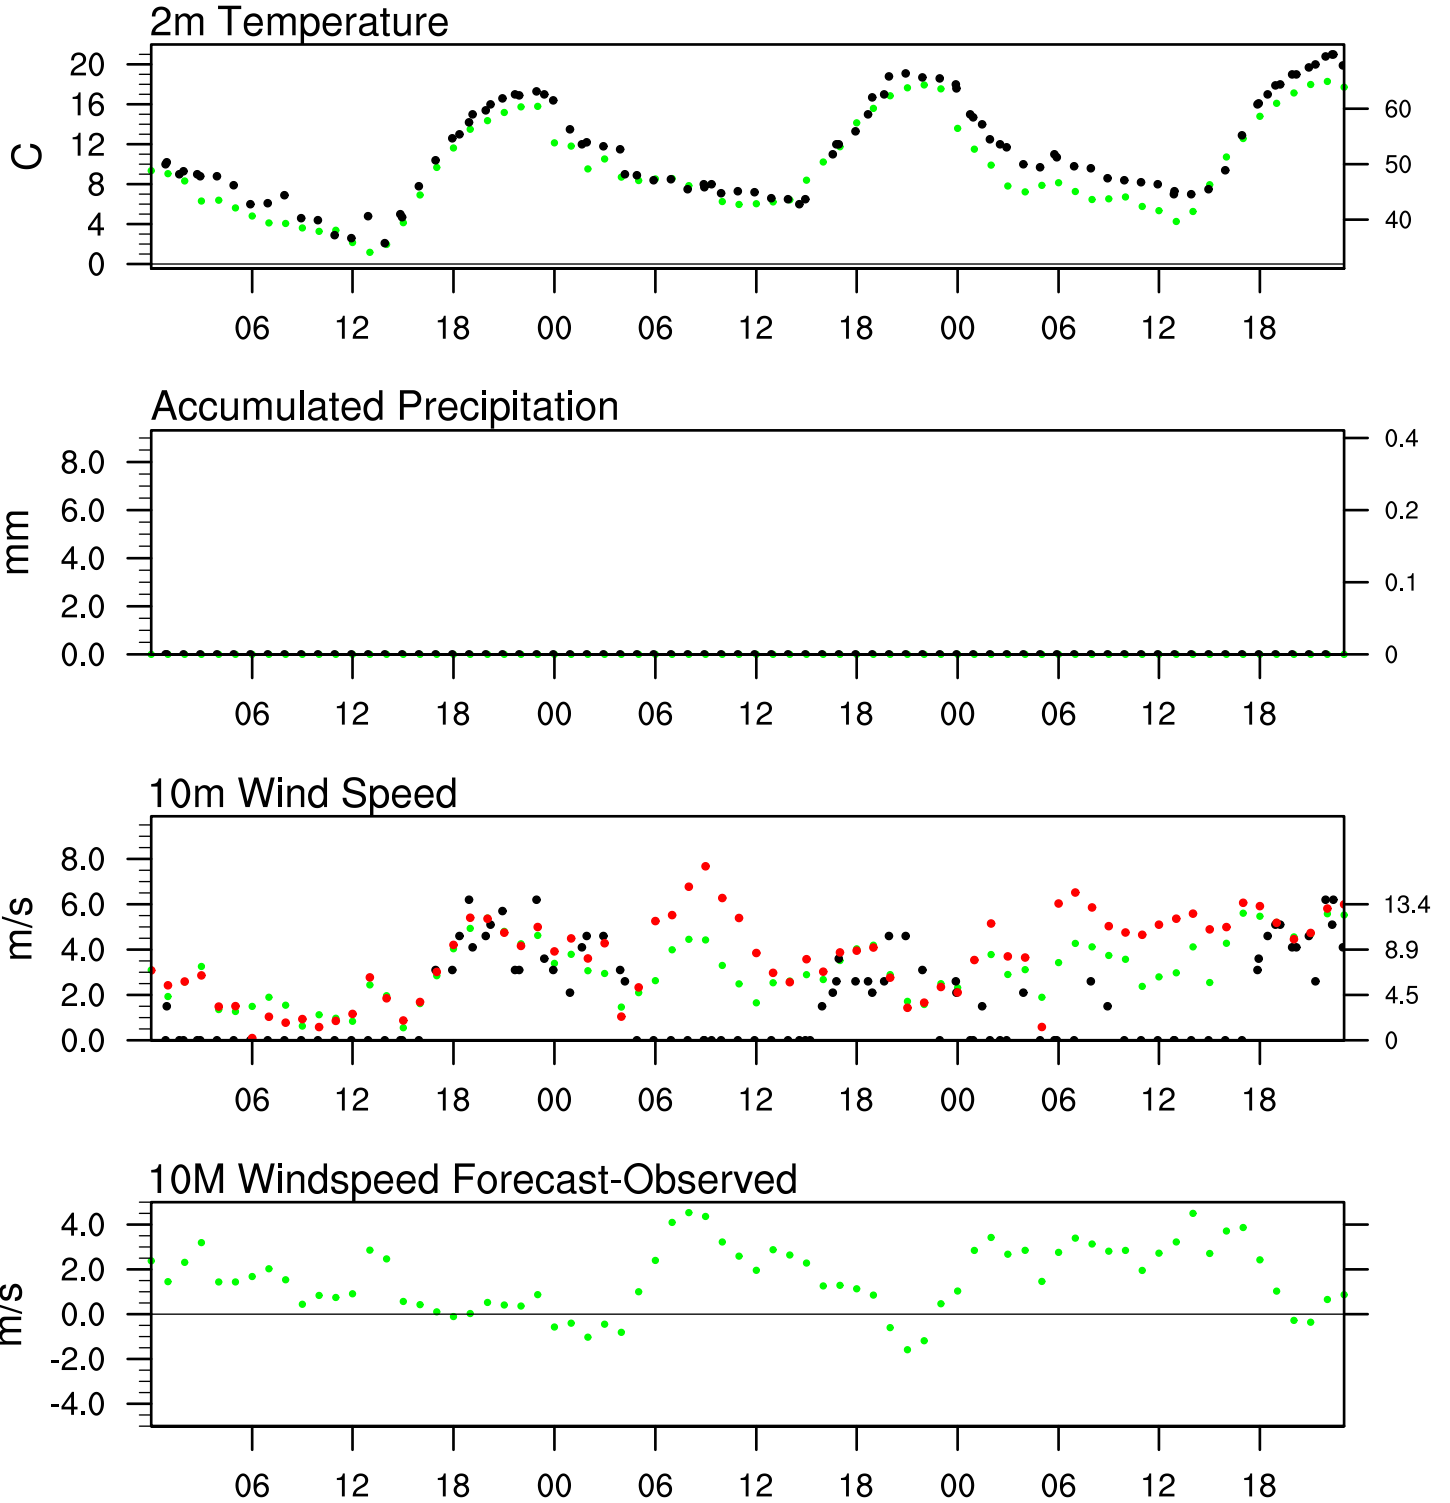 2m Temperature
20
16
12
8
4
0
C
60
50
40
06 12 18 00 06 12 18 00 06 12 18
Accumulated Precipitation
8.0
6.0
4.0
2.0
0.0
mm
0.4
0.2
0.1
0
06 12 18 00 06 12 18 00 06 12 18
10m Wind Speed
8.0
6.0
4.0
2.0
0.0
m/s
13.4
8.9
4.5
0
06 12 18 00 06 12 18 00 06 12 18
10M Windspeed Forecast-Observed
4.0
2.0
0.0
-2.0
-4.0
m/s
06 12 18 00 06 12 18 00 06 12 18